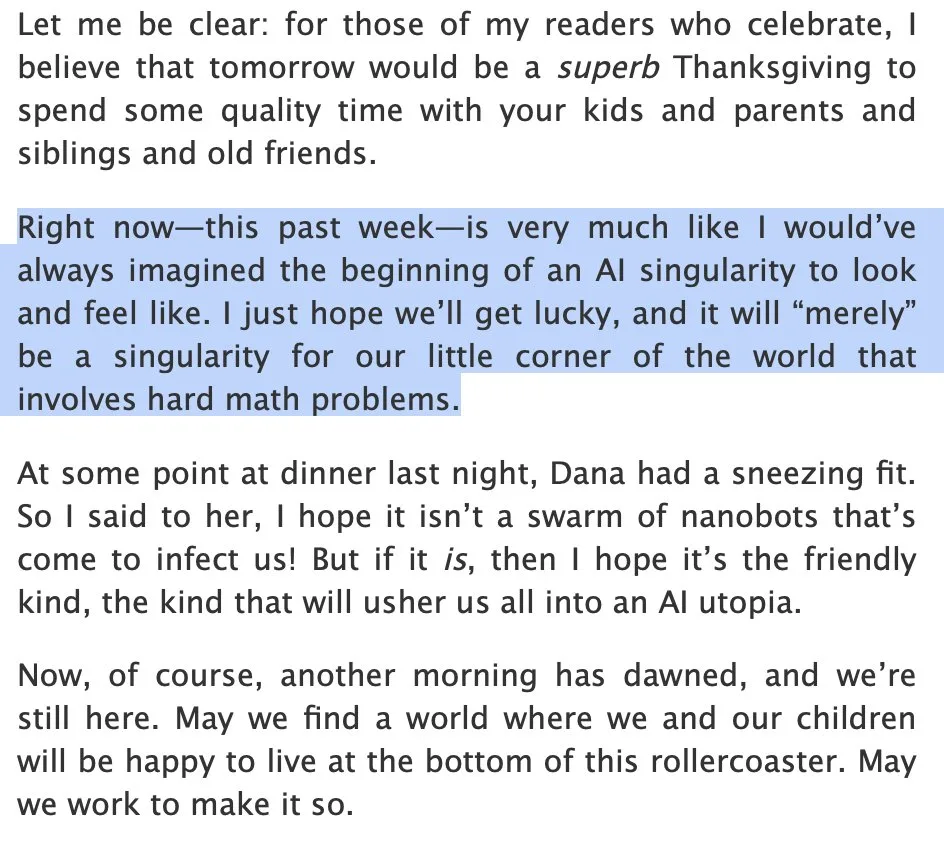 Let me be clear: for those of my readers who celebrate, I
believe that tomorrow would be a superb Thanksgiving to
spend some quality time with your kids and parents and
siblings and old friends.
Right now—this past week—is very much like I would’ve
always imagined the beginning of an AI singularity to look
and feel like. I just hope we’ll get lucky, and it will “merely”
be a singularity for our little corner of the world that
involves hard math problems.
At some point at dinner last night, Dana had a sneezing fit.
So I said to her, I hope it isn’t a swarm of nanobots that’s
come to infect us! But if it is, then I hope it’s the friendly
kind, the kind that will usher us all into an AI utopia.
Now, of course, another morning has dawned, and we’re
still here. May we find a world where we and our children
will be happy to live at the bottom of this rollercoaster. May
we work to make it so.